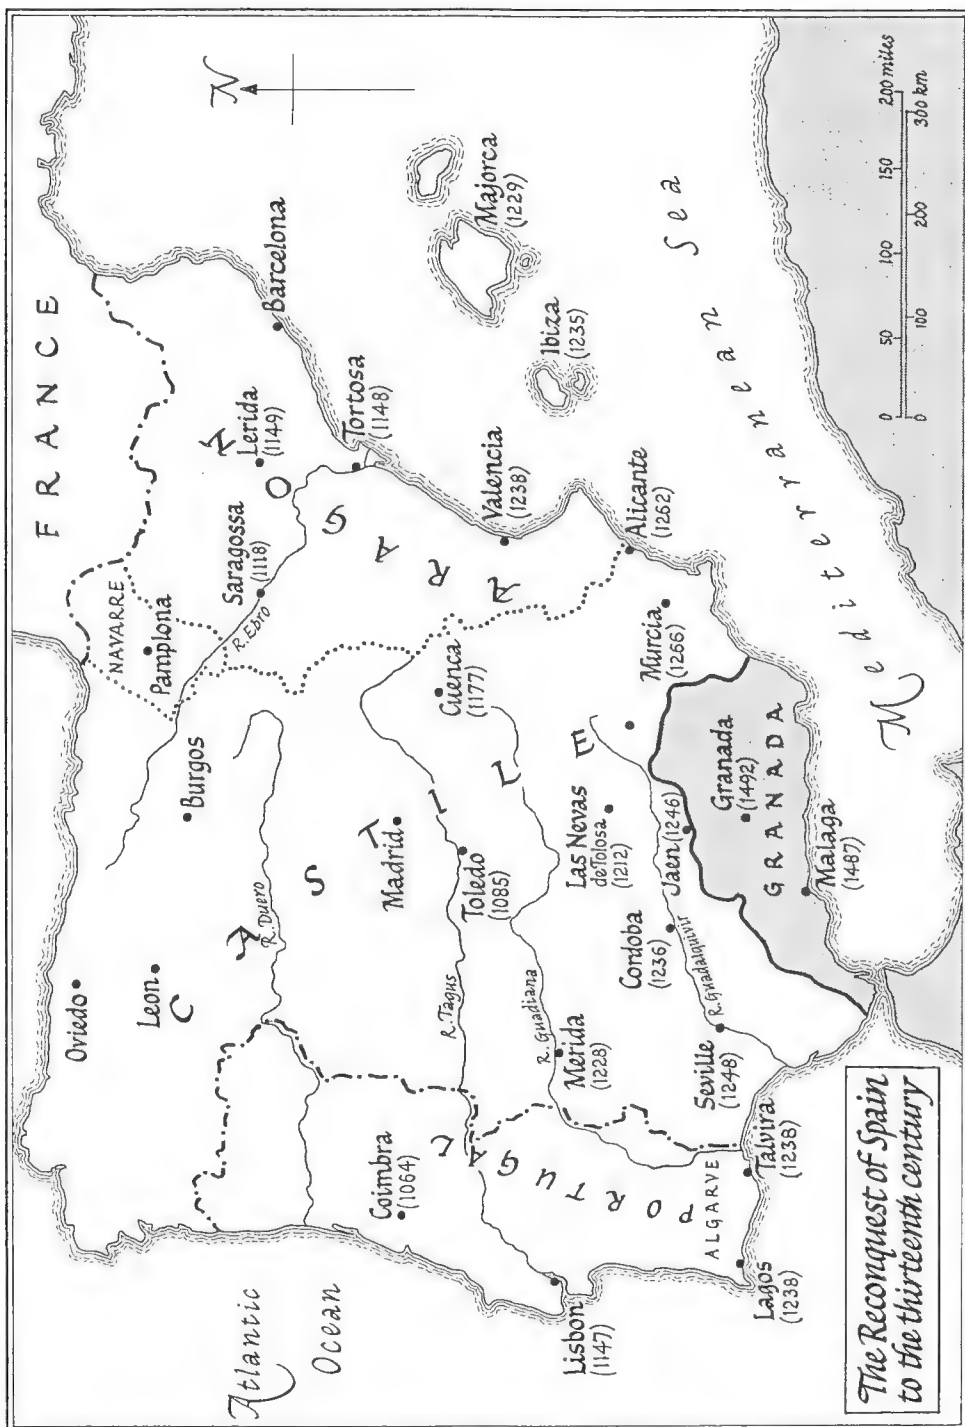 FRANCE
NAVARRE
Pamplona
Oviedo
Leon
Burgos
R. Ebro
Saragossa
(1118)
Lerida
(1149)
Barcelona
Tortosa
(1148)
N
Atlantic
Ocean
R. Duero
CASTILE
ARAGO
Coimbra
(1064)
Madrid
R. Tagus
Toledo
(1085)
Cuenca
(1177)
Valencia
(1238)
Majorca
(1229)
Ibiza
(1235)
PORTUGAL
Lisbon
(1147)
R. Guadiana
Merida
(1228)
Las Nevas
de Tolosa
(1212)
Alicante
(1262)
Murcia
(1266)
Cordoba
(1236)
Jaen (1246)
R. Guadalquivir
Seville
(1248)
ALGARVE
Lagos
(1238)
Talvira
(1238)
Granada
(1492)
GRANADA
Malaga
(1487)
Mediterranean Sea
The Reconquest of Spain
to the thirteenth century
0 50 100 150 200 miles
0 100 200 300 km